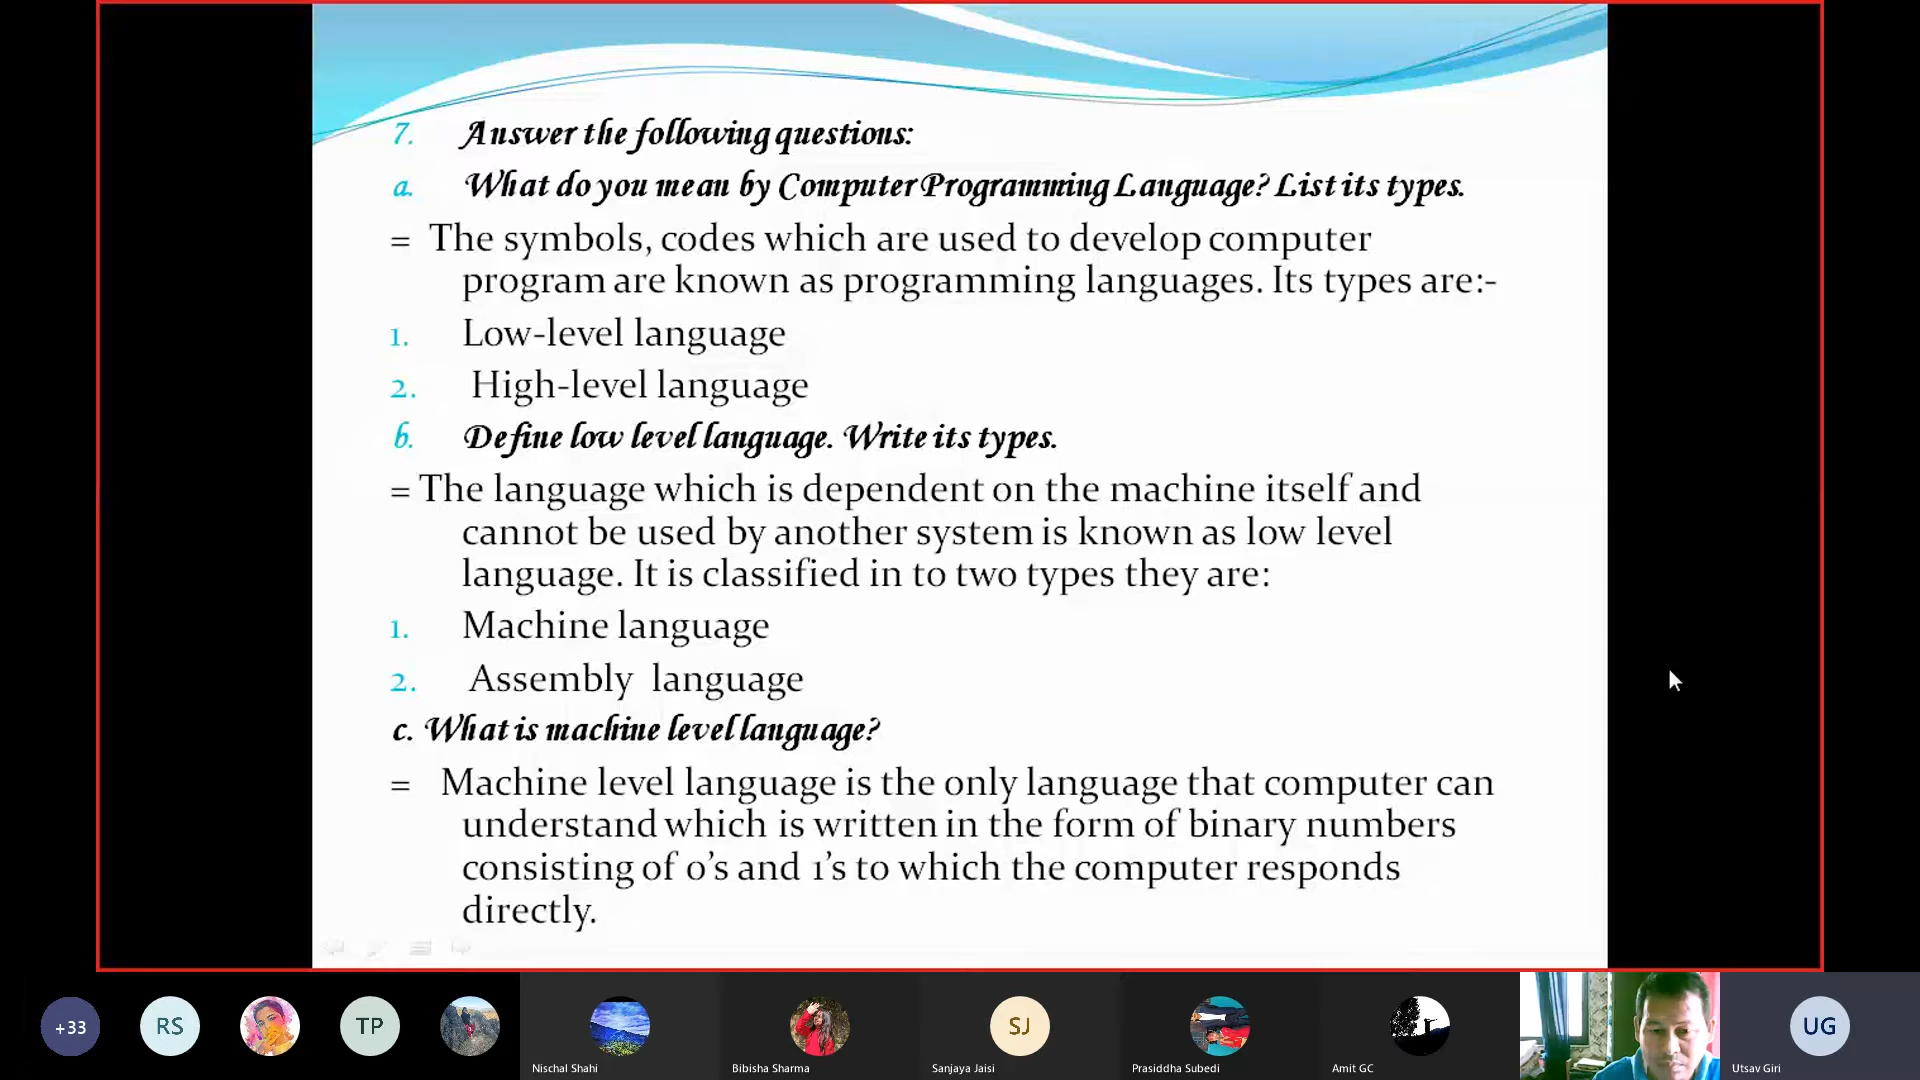 7. Answer the following questions:
a. What do you mean by Computer Programming Language? List its types.
= The symbols, codes which are used to develop computer
program are known as programming languages. Its types are:-
1. Low-level language
2. High-level language
b. Define low level language. Write its types.
= The language which is dependent on the machine itself and
cannot be used by another system is known as low level
language. It is classified in to two types they are:
1. Machine language
2. Assembly language
c. What is machine level language?
= Machine level language is the only language that computer can
understand which is written in the form of binary numbers
consisting of 0's and 1's to which the computer responds
directly.
+33 RS TP SJ UG
Nischal Shahi Bibisha Sharma Sanjaya Jaisi Prasiddha Subedi Amit GC Utsav Giri